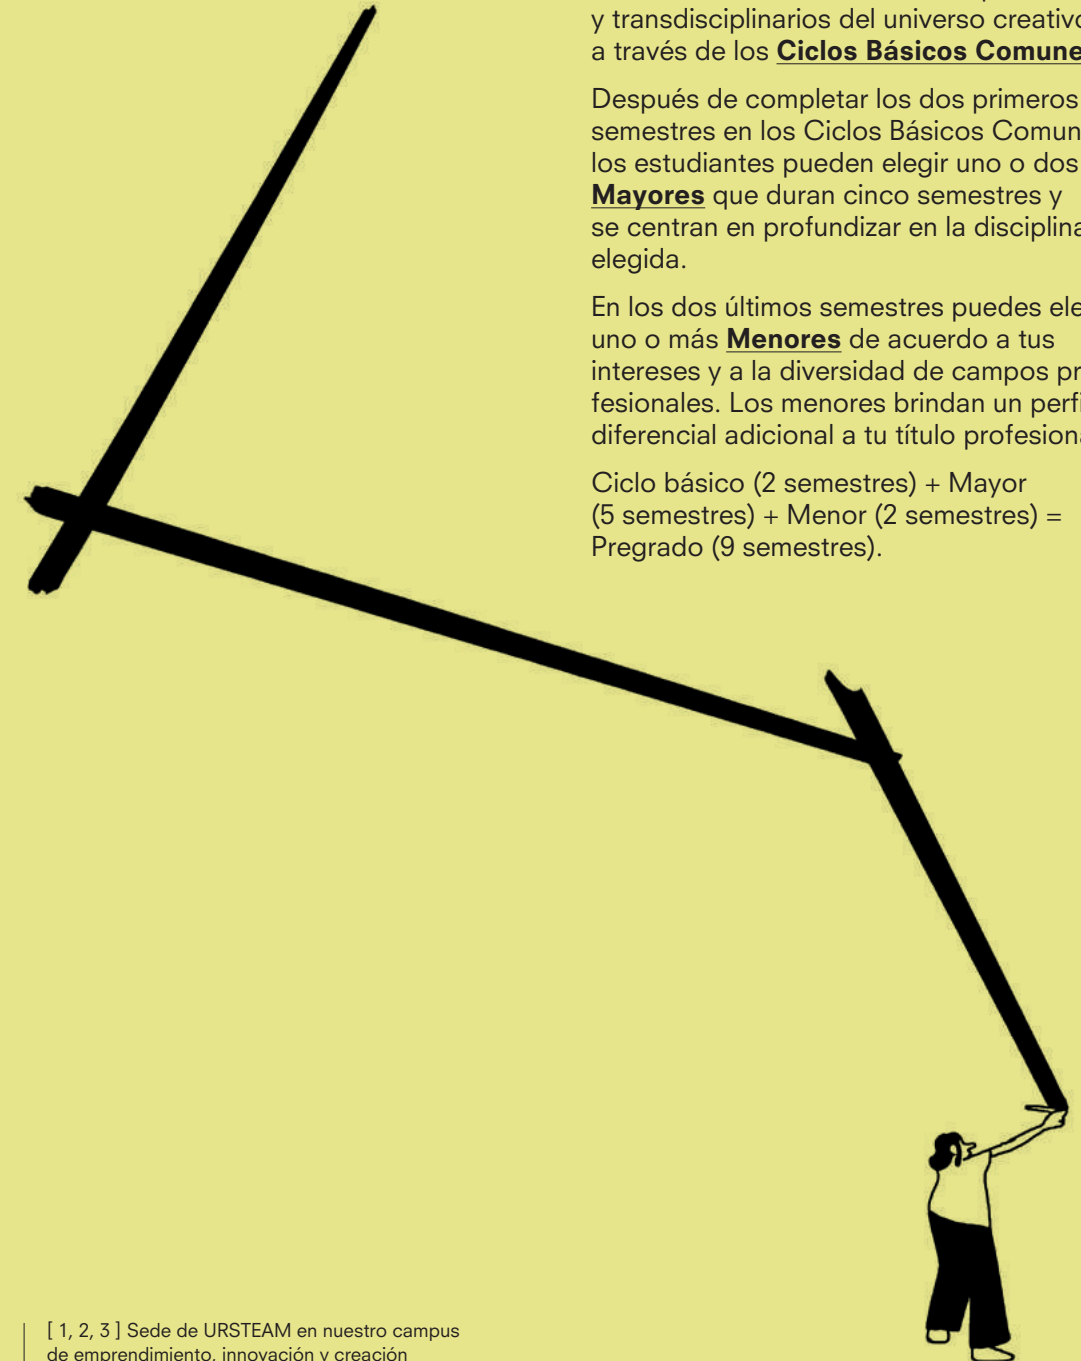 y transdisciplinarios del universo creativo
a través de los Ciclos Básicos Comune
Después de completar los dos primeros
semestres en los Ciclos Básicos Comun
los estudiantes pueden elegir uno o dos
Mayores que duran cinco semestres y
se centran en profundizar en la disciplina
elegida.
En los dos últimos semestres puedes ele
uno o más Menores de acuerdo a tus
intereses y a la diversidad de campos pr
fesionales. Los menores brindan un perfi
diferencial adicional a tu título profesiona
Ciclo básico (2 semestres) + Mayor
(5 semestres) + Menor (2 semestres) =
Pregrado (9 semestres).
[ 1, 2, 3 ] Sede de URSTEAM en nuestro campus
de emprendimiento, innovación y creación